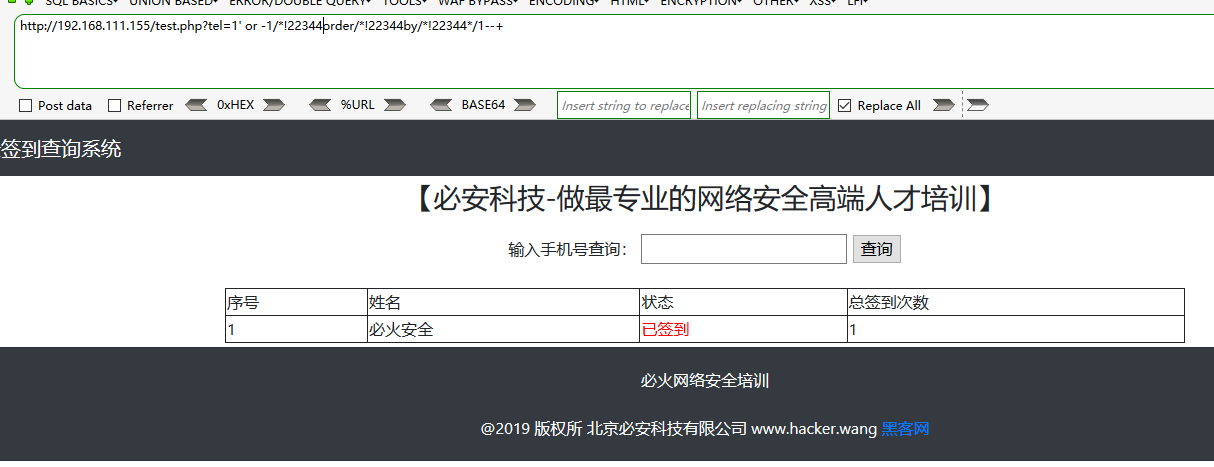 SQL BASICS▾ UNION BASED▾ ERROR/DOUBLE QUERY▾ TOOLS▾ WAF BYPASS▾ ENCODING▾ HTML▾ ENCRYPTION▾ OTHER▾ XSS▾ LFI▾
http://192.168.111.155/test.php?tel=1' or -1/*!22344order/*!22344by/*!22344*/1--+
Post data Referrer 0xHEX %URL BASE64 Insert string to replace Insert replacing string Replace All
签到查询系统
【必安科技-做最专业的网络安全高端人才培训】
输入手机号查询: 查询
序号 姓名 状态 总签到次数
1 必火安全 已签到 1
必火网络安全培训
@2019 版权所 北京必安科技有限公司 www.hacker.wang 黑客网